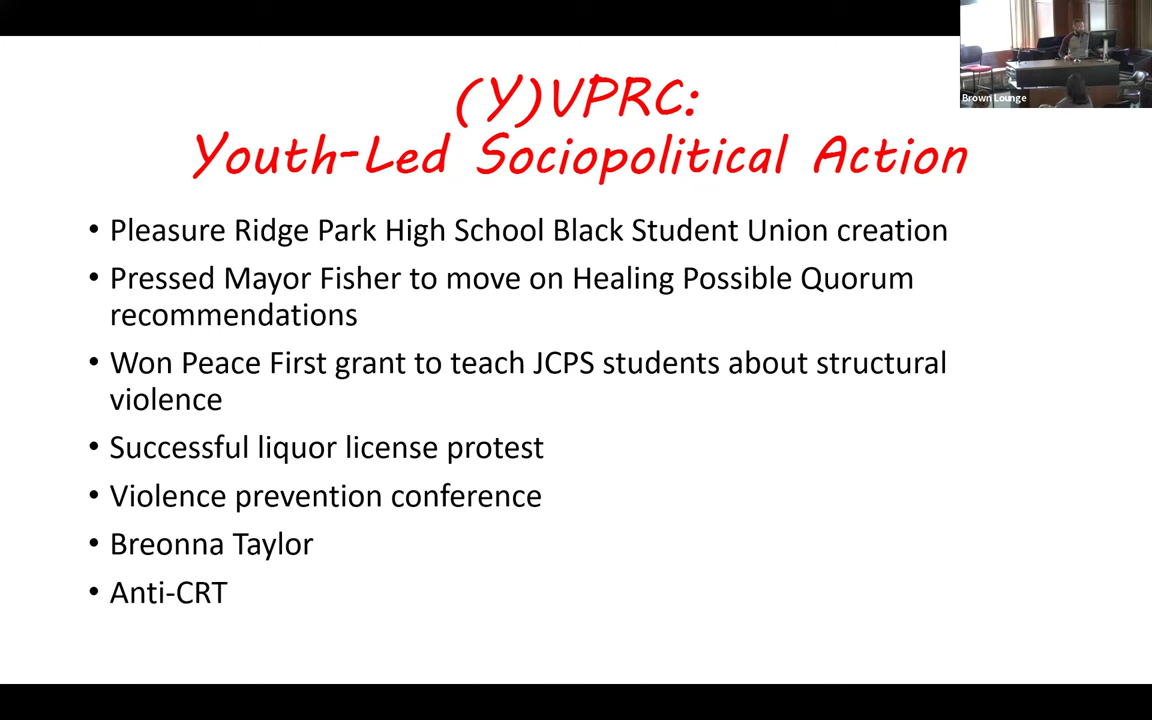 (Y)VPRC:
Youth-Led Sociopolitical Action
Brown Lounge
• Pleasure Ridge Park High School Black Student Union creation
• Pressed Mayor Fisher to move on Healing Possible Quorum
recommendations
• Won Peace First grant to teach JCPS students about structural
violence
• Successful liquor license protest
• Violence prevention conference
• Breonna Taylor
• Anti-CRT